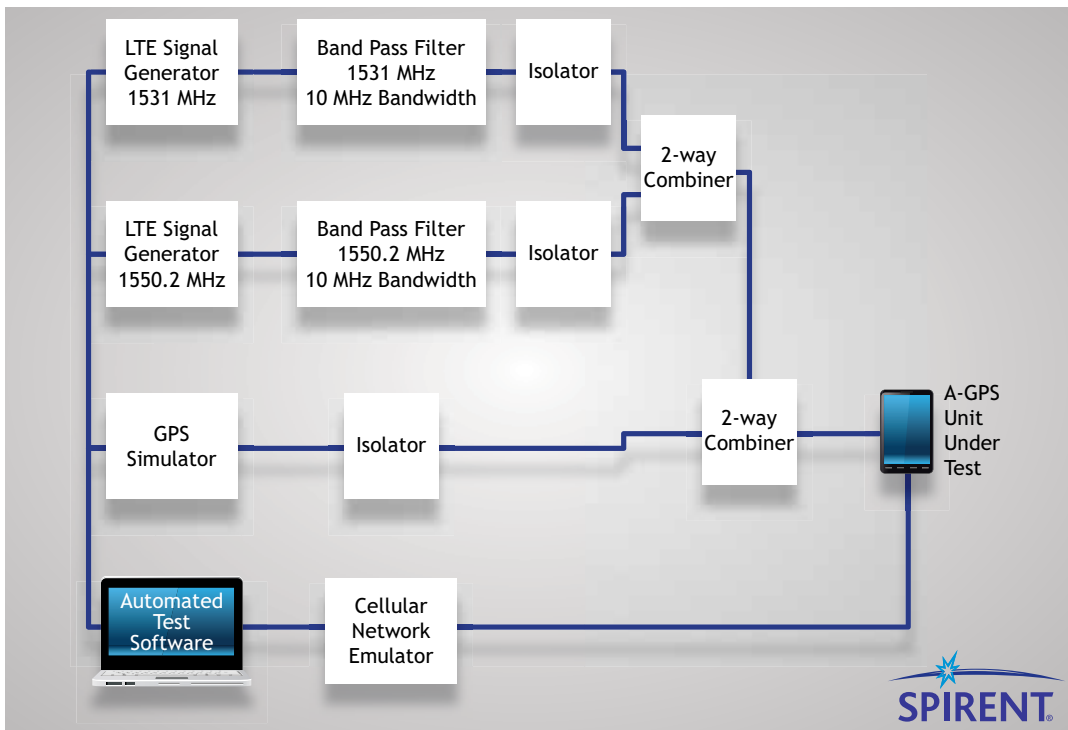 LTE Signal
Generator
1531 MHz
Band Pass Filter
1531 MHz
10 MHz Bandwidth
Isolator
2-way
Combiner
LTE Signal
Generator
1550.2 MHz
Band Pass Filter
1550.2 MHz
10 MHz Bandwidth
Isolator
GPS
Simulator
Isolator
2-way
Combiner
A-GPS
Unit
Under
Test
Automated
Test
Software
Cellular
Network
Emulator
SPIRENT®